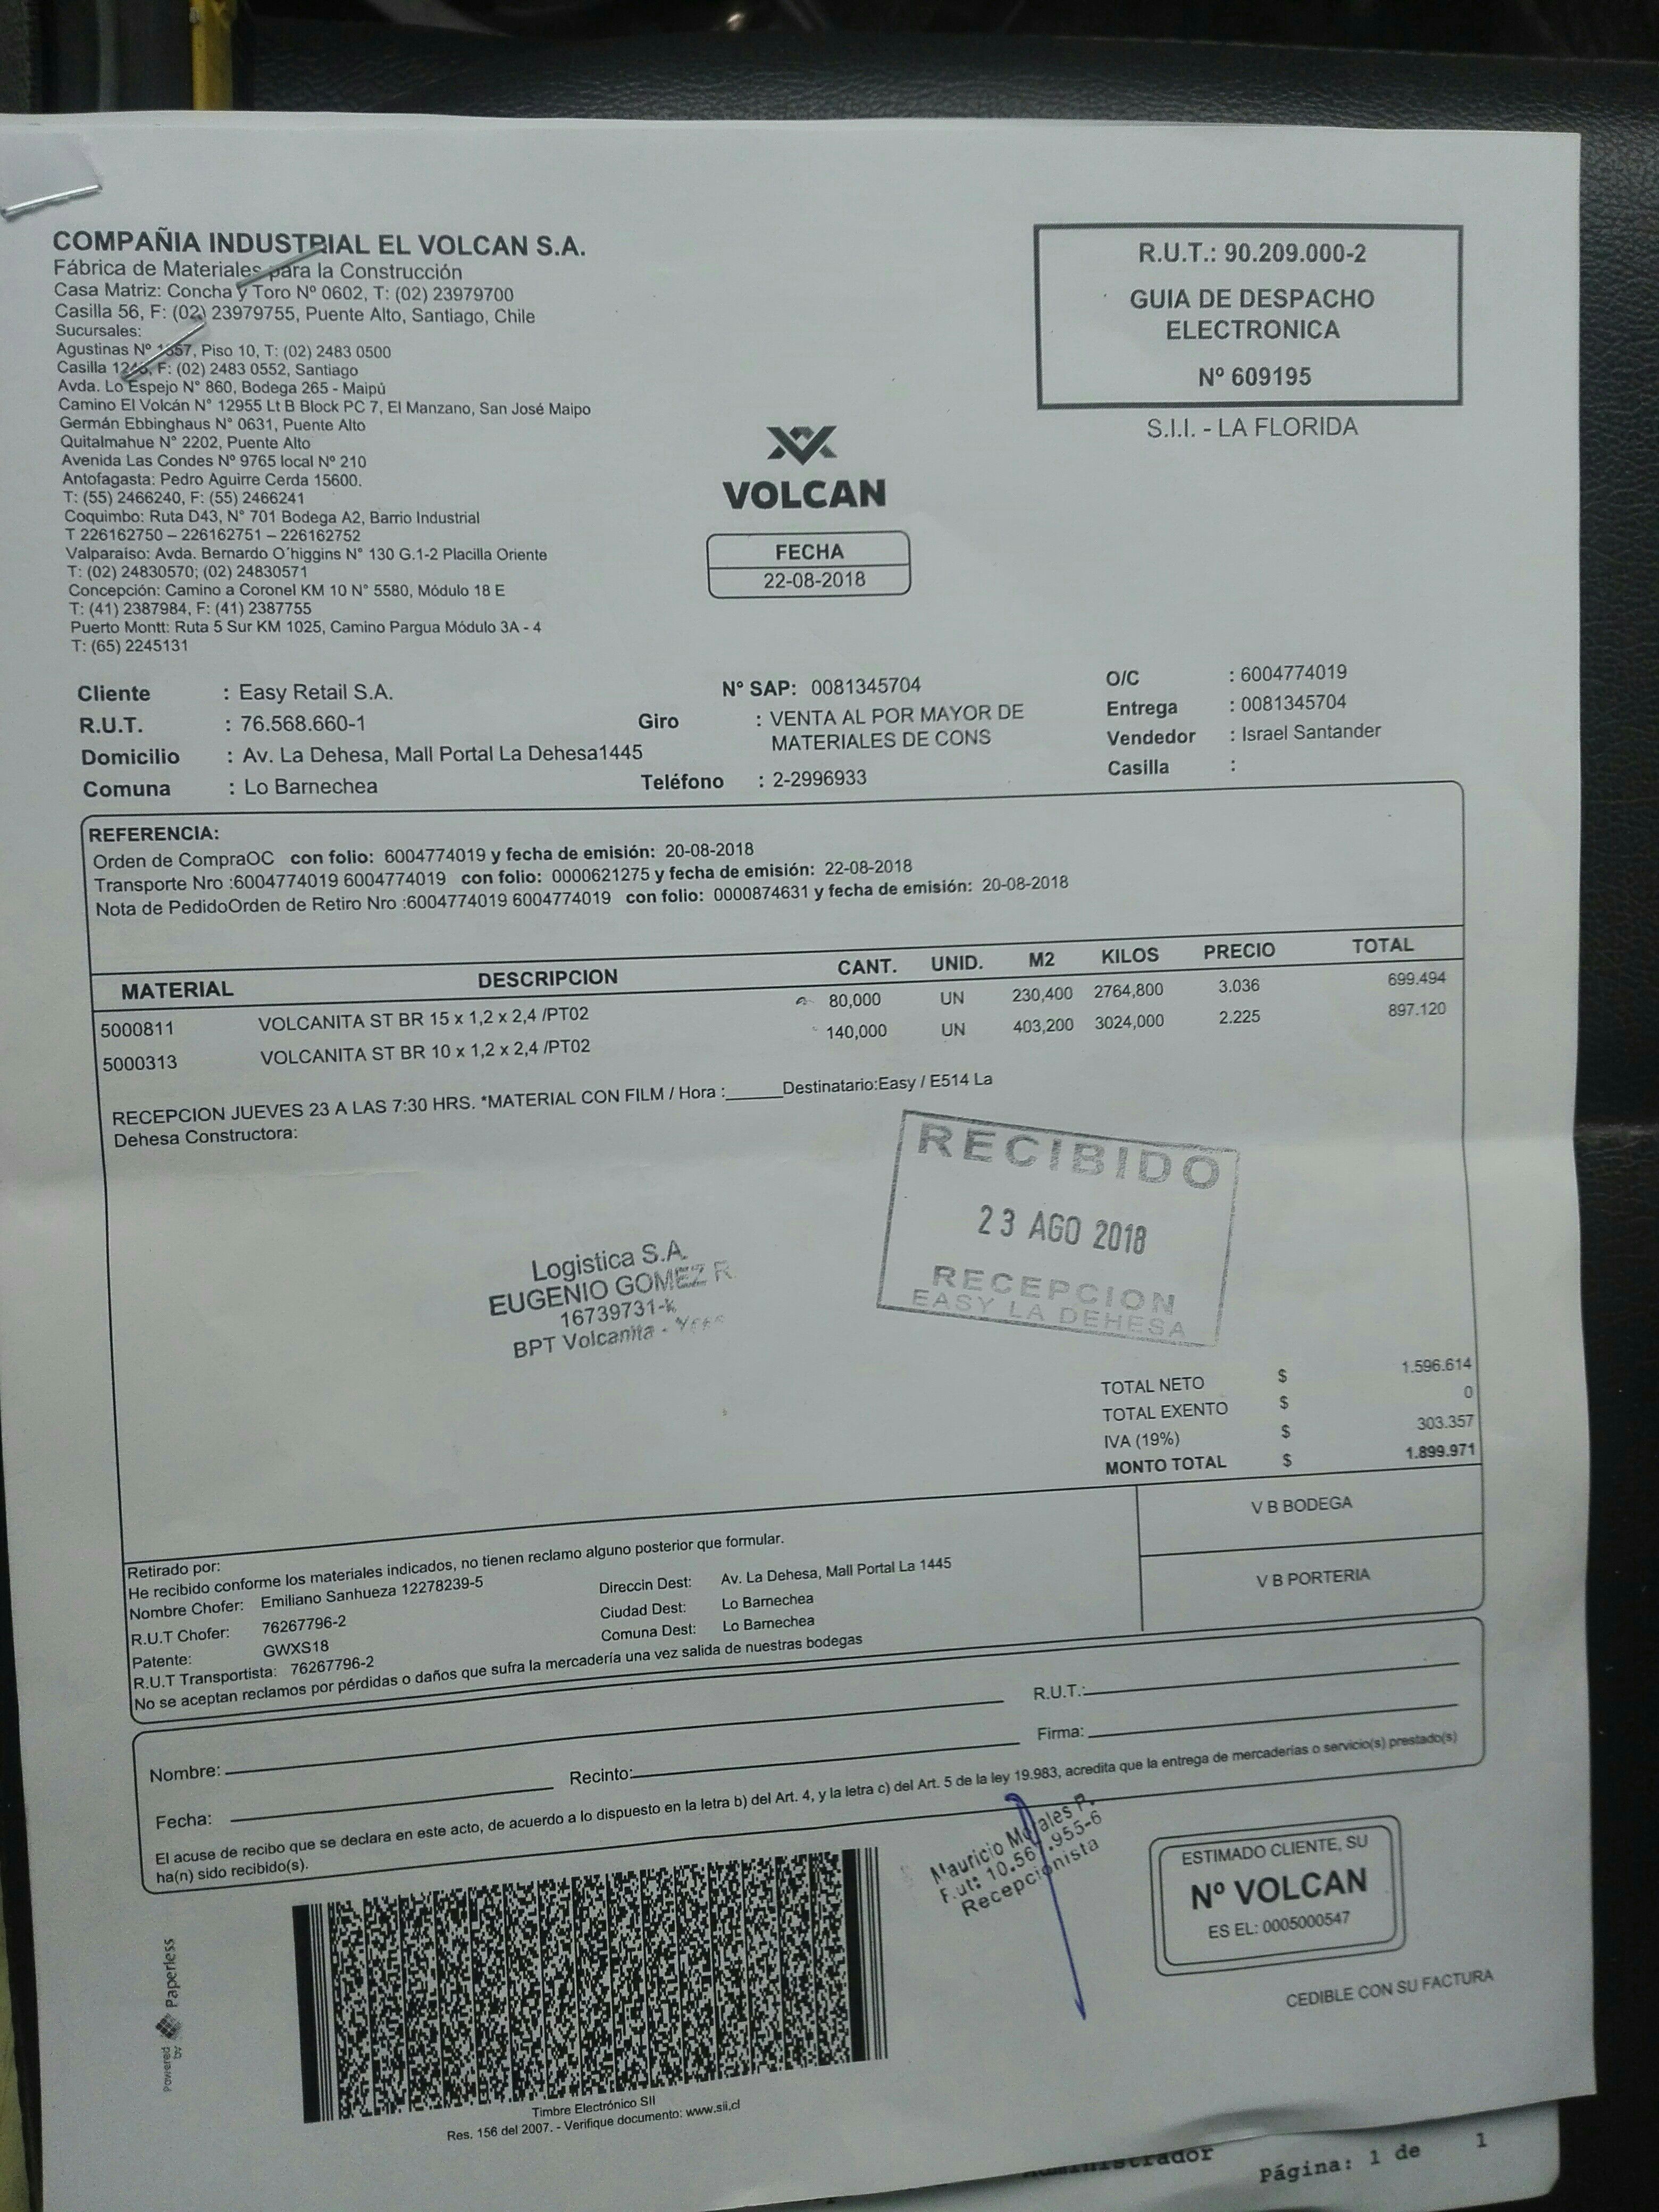 COMPAÑIA INDUSTRIAL EL VOLCAN S.A.
Fábrica de Materiales para la Construcción
Casa Matriz: Concha y Toro Nº 0602, T: (02) 23979700
Casilla 56, F: (02) 23979755, Puente Alto, Santiago, Chile
Sucursales:
Agustinas Nº 1357, Piso 10, T: (02) 2483 0500
Casilla F: (02) 2483 0552, Santiago
Avda. Lo Espejo N° 860, Bodega 265 - Maipú
Camino El Volcán N° 12955 Lt B Block PC 7, El Manzano, San José Maipo
Germán Ebbinghaus N° 0631, Puente Alto
Quitalmahue N° 2202, Puente Alto
Avenida Las Condes Nº 9765 local Nº 210
Antofagasta: Pedro Aguirre Cerda 15600.
T: (55) 2466240, F: (55) 2466241
Coquimbo: Ruta D43, N° 701 Bodega A2, Barrio Industrial
T 226162750 – 226162751 – 226162752
Valparaiso: Avda. Bernardo O´higgins N° 130 G.1-2 Placilla Oriente
T: (02) 24830570; (02) 24830571
Concepción: Camino a Coronel KM 10 N° 5580, Módulo 18 E
T: (41) 2387984, F: (41) 2387755
Puerto Montt: Ruta 5 Sur KM 1025, Camino Pargua Módulo 3A - 4
T: (65) 2245131
R.U.T.: 90.209.000-2
GUIA DE DESPACHO
ELECTRONICA
Nº 609195
S.I.I. - LA FLORIDA
VOLCAN
FECHA
22-08-2018
Cliente : Easy Retail S.A.
R.U.T. : 76.568.660-1
Domicilio : Av. La Dehesa, Mall Portal La Dehesa1445
Comuna : Lo Barnechea
N° SAP: 0081345704
Giro : VENTA AL POR MAYOR DE
MATERIALES DE CONS
Teléfono : 2-2996933
O/C : 6004774019
Entrega : 0081345704
Vendedor : Israel Santander
Casilla :
REFERENCIA:
Orden de CompraOC con folio: 6004774019 y fecha de emisión: 20-08-2018
Transporte Nro :6004774019 6004774019 con folio: 0000621275 y fecha de emisión: 22-08-2018
Nota de PedidoOrden de Retiro Nro :6004774019 6004774019 con folio: 0000874631 y fecha de emisión: 20-08-2018
MATERIAL DESCRIPCION CANT. UNID. M2 KILOS PRECIO TOTAL
5000811 VOLCANITA ST BR 15 x 1,2 x 2,4 /PT02 80,000 UN 230,400 2764,800 3.036 699.494
5000313 VOLCANITA ST BR 10 x 1,2 x 2,4 /PT02 140,000 UN 403,200 3024,000 2.225 897.120
RECEPCION JUEVES 23 A LAS 7:30 HRS. *MATERIAL CON FILM / Hora :______Destinatario:Easy / E514 La
Dehesa Constructora:
RECIBIDO
23 AGO 2018
RECEPCION
EASY LA DEHESA
Logistica S.A.
EUGENIO GOMEZ R.
16739731-k
BPT Volcanita -
TOTAL NETO $ 1.596.614
TOTAL EXENTO $ 0
IVA (19%) $ 303.357
MONTO TOTAL $ 1.899.971
V B BODEGA
V B PORTERIA
Retirado por:
He recibido conforme los materiales indicados, no tienen reclamo alguno posterior que formular.
Nombre Chofer: Emiliano Sanhueza 12278239-5
R.U.T Chofer: 76267796-2
Patente: GWXS18
R.U.T Transportista: 76267796-2
Direccin Dest: Av. La Dehesa, Mall Portal La 1445
Ciudad Dest: Lo Barnechea
Comuna Dest: Lo Barnechea
No se aceptan reclamos por pérdidas o daños que sufra la mercadería una vez salida de nuestras bodegas
Nombre: R.U.T.:
Fecha: Recinto: Firma:
El acuse de recibo que se declara en este acto, de acuerdo a lo dispuesto en la letra b) del Art. 4, y la letra c) del Art. 5 de la ley 19.983, acredita que la entrega de mercaderías o servicio(s) prestado(s)
ha(n) sido recibido(s).
Mauricio Morales P.
Rut: 955-6
Recepcionista
ESTIMADO CLIENTE, SU
Nº VOLCAN
ES EL: 0005000547
CEDIBLE CON SU FACTURA
Powered by Paperless
Timbre Electrónico SII
Res. 156 del 2007. - Verifique documento: www.sii.cl
Página: 1 de 1